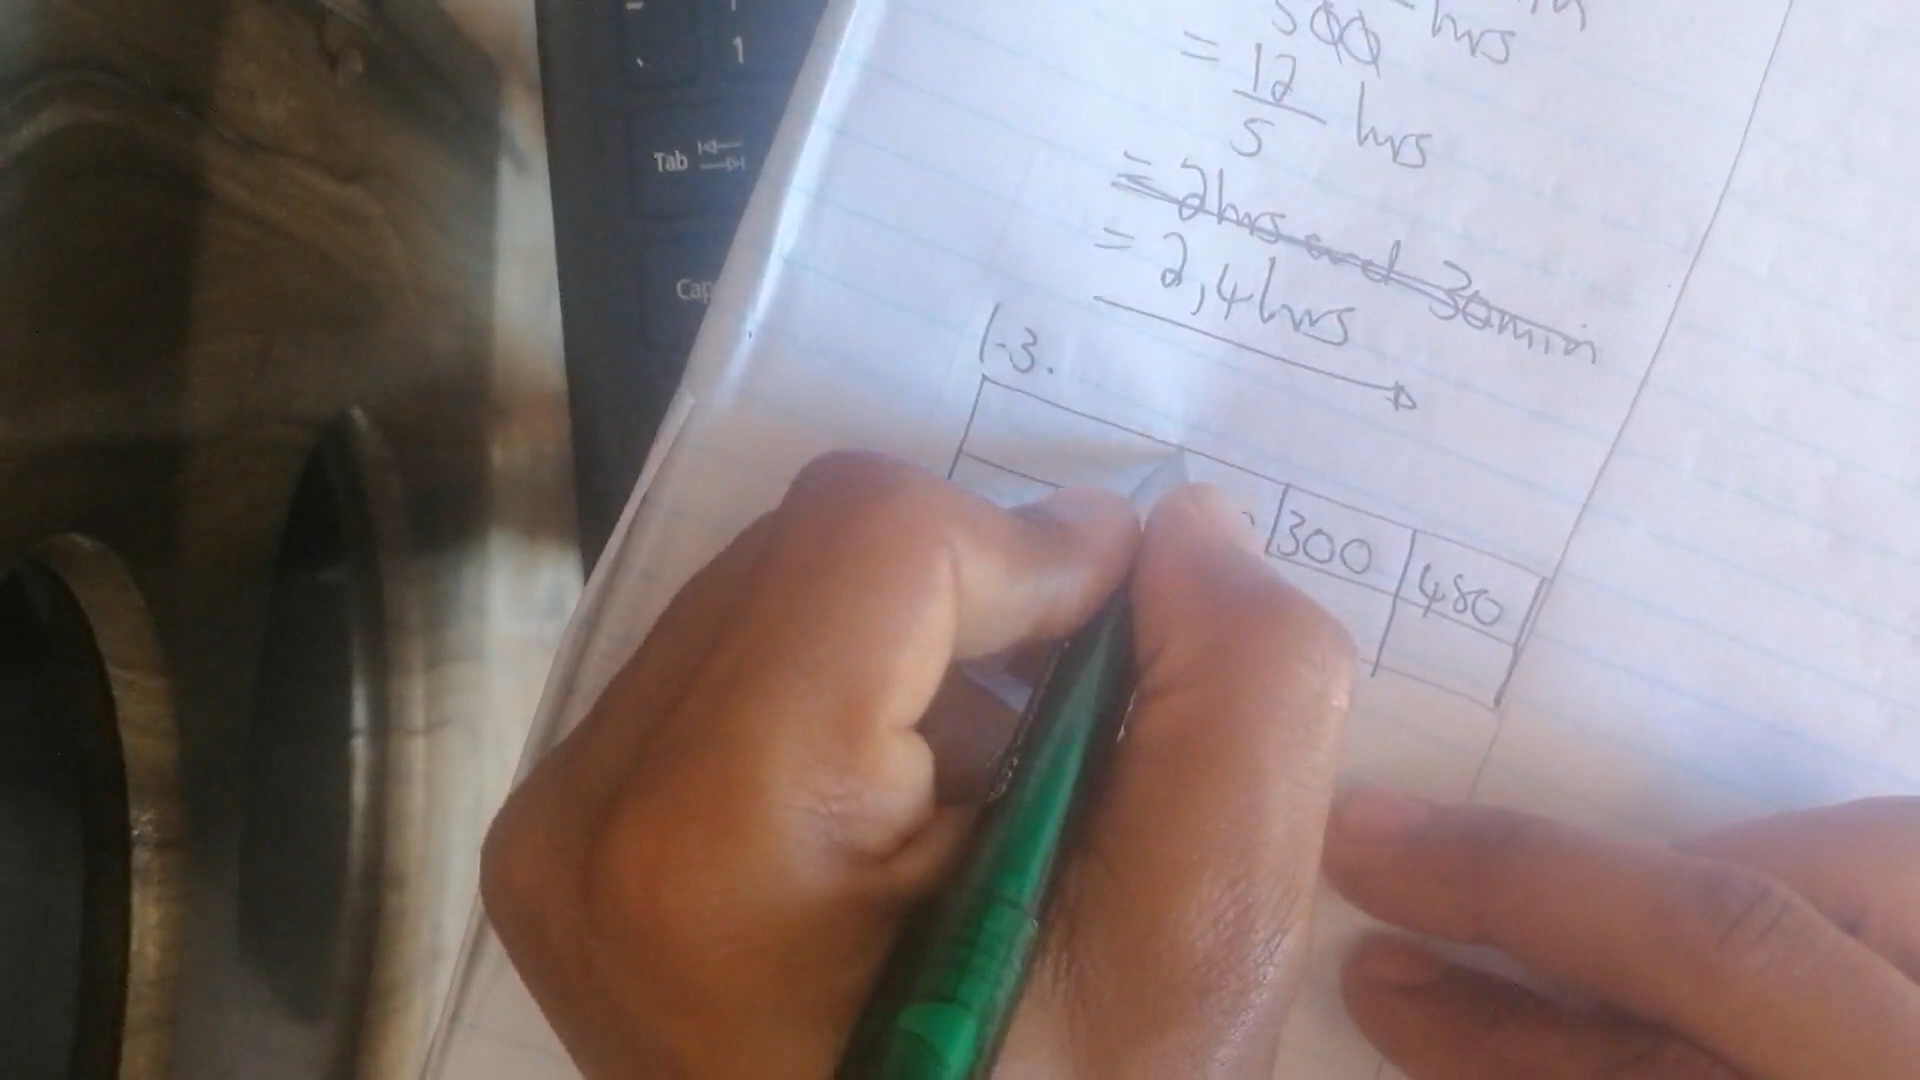 hrs
500
= 12
5 hrs
= 2hrs and 30min
= 2,4hrs
1.3.
300 480
1
Tab
Cap